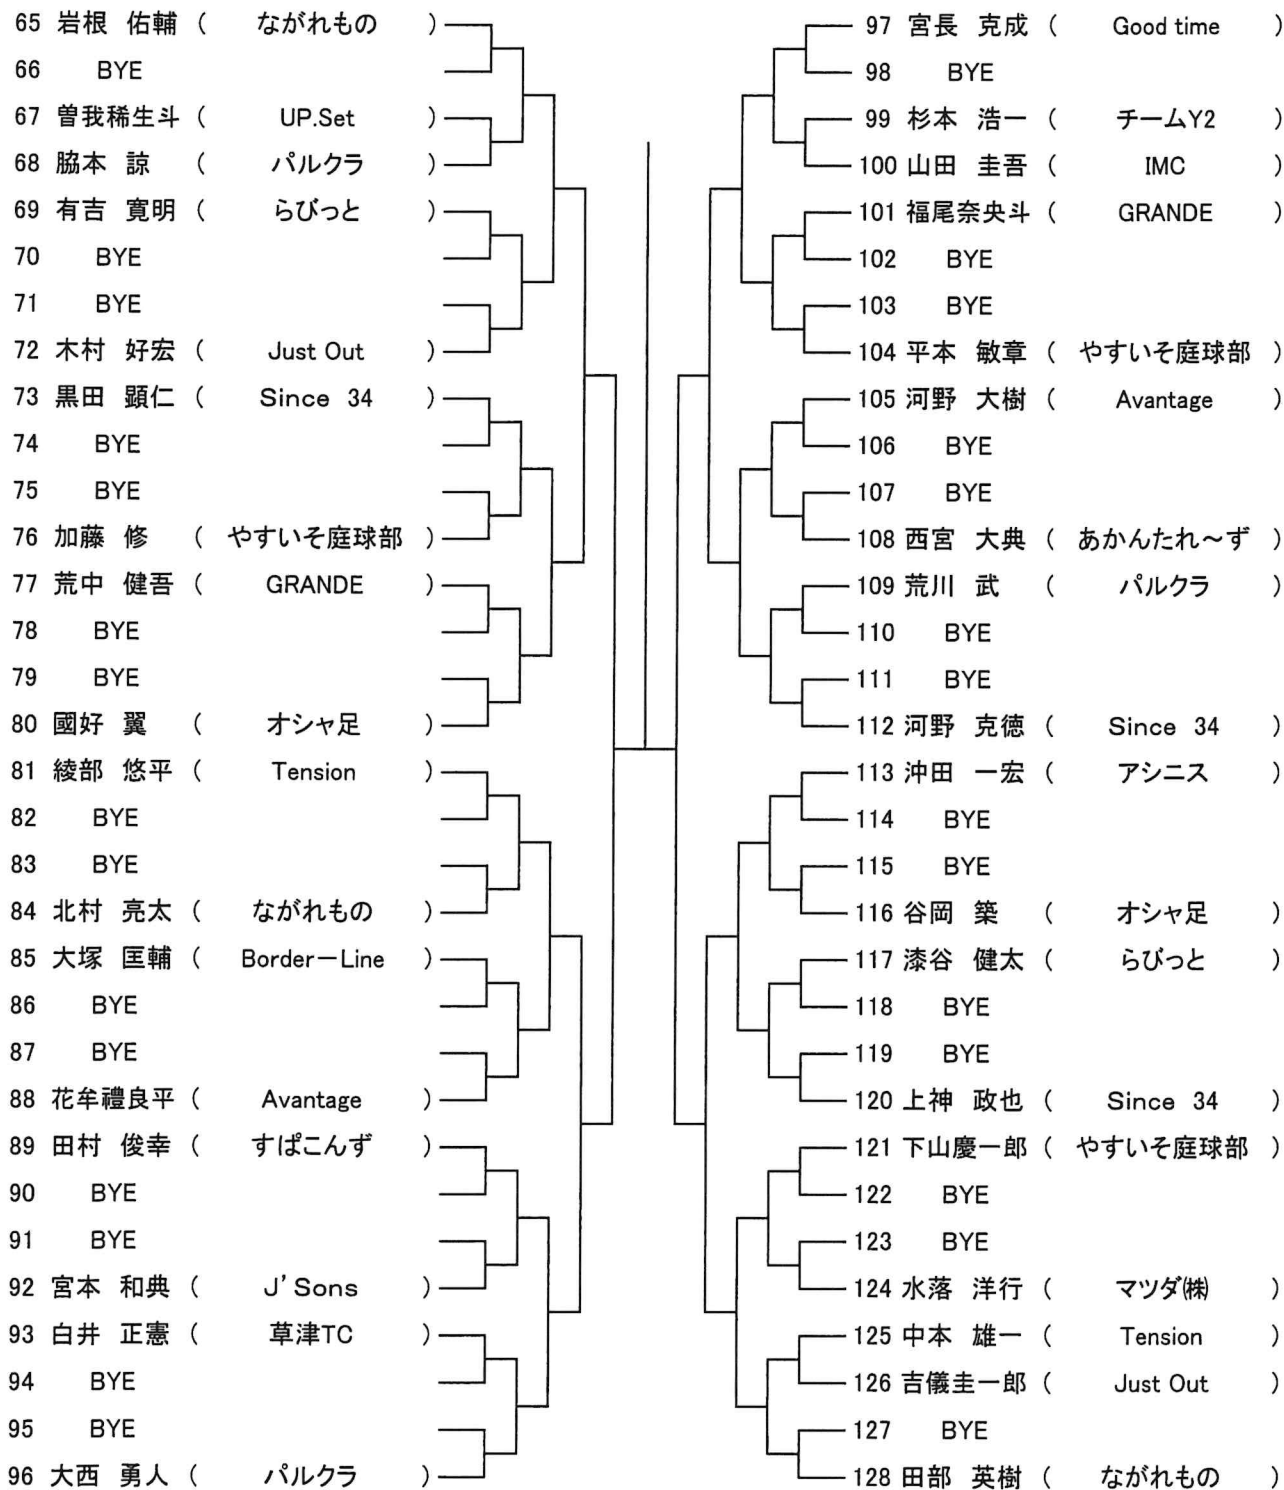 65 岩根 佑輔 ( ながれもの )
66 BYE
67 曽我稀生斗 ( UP.Set )
68 脇本 諒 ( パルクラ )
69 有吉 寛明 ( らびっと )
70 BYE
71 BYE
72 木村 好宏 ( Just Out )
73 黒田 顕仁 ( Since 34 )
74 BYE
75 BYE
76 加藤 修 ( やすいそ庭球部 )
77 荒中 健吾 ( GRANDE )
78 BYE
79 BYE
80 國好 翼 ( オシャ足 )
81 綾部 悠平 ( Tension )
82 BYE
83 BYE
84 北村 亮太 ( ながれもの )
85 大塚 匡輔 ( Border－Line )
86 BYE
87 BYE
88 花牟禮良平 ( Avantage )
89 田村 俊幸 ( すぱこんず )
90 BYE
91 BYE
92 宮本 和典 ( J'Sons )
93 白井 正憲 ( 草津TC )
94 BYE
95 BYE
96 大西 勇人 ( パルクラ )
97 宮長 克成 ( Good time )
98 BYE
99 杉本 浩一 ( チームY2 )
100 山田 圭吾 ( IMC )
101 福尾奈央斗 ( GRANDE )
102 BYE
103 BYE
104 平本 敏章 ( やすいそ庭球部 )
105 河野 大樹 ( Avantage )
106 BYE
107 BYE
108 西宮 大典 ( あかんたれ～ず )
109 荒川 武 ( パルクラ )
110 BYE
111 BYE
112 河野 克徳 ( Since 34 )
113 沖田 一宏 ( アシニス )
114 BYE
115 BYE
116 谷岡 築 ( オシャ足 )
117 漆谷 健太 ( らびっと )
118 BYE
119 BYE
120 上神 政也 ( Since 34 )
121 下山慶一郎 ( やすいそ庭球部 )
122 BYE
123 BYE
124 水落 洋行 ( マツダ㈱ )
125 中本 雄一 ( Tension )
126 吉儀圭一郎 ( Just Out )
127 BYE
128 田部 英樹 ( ながれもの )